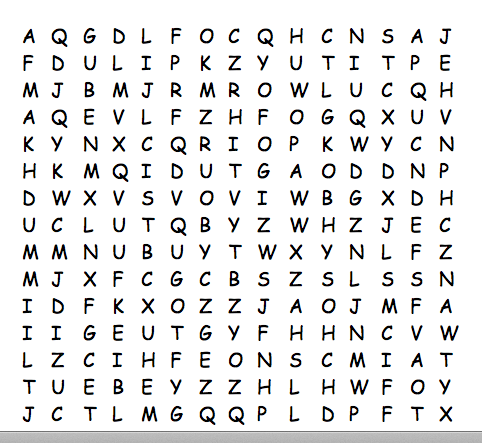 A Q G D L F O C Q H C N S A J
F D U L I P K Z Y U T I T P E
M J B M J R M R O W L U C Q H
A Q E V L F Z H F O G Q X U V
K Y N X C Q R I O P K W Y C N
H K M Q I D U T G A O D D N P
D W X V S V O V I W B G X D H
U C L U T Q B Y Z W H Z J E C
M M N U B U Y T W X Y N L F Z
M J X F C G C B S Z S L S S N
I D F K X O Z Z J A O J M F A
I I G E U T G Y F H H N C V W
L Z C I H F E O N S C M I A T
T U E B E Y Z Z H L H W F O Y
J C T L M G Q Q P L D P F T X